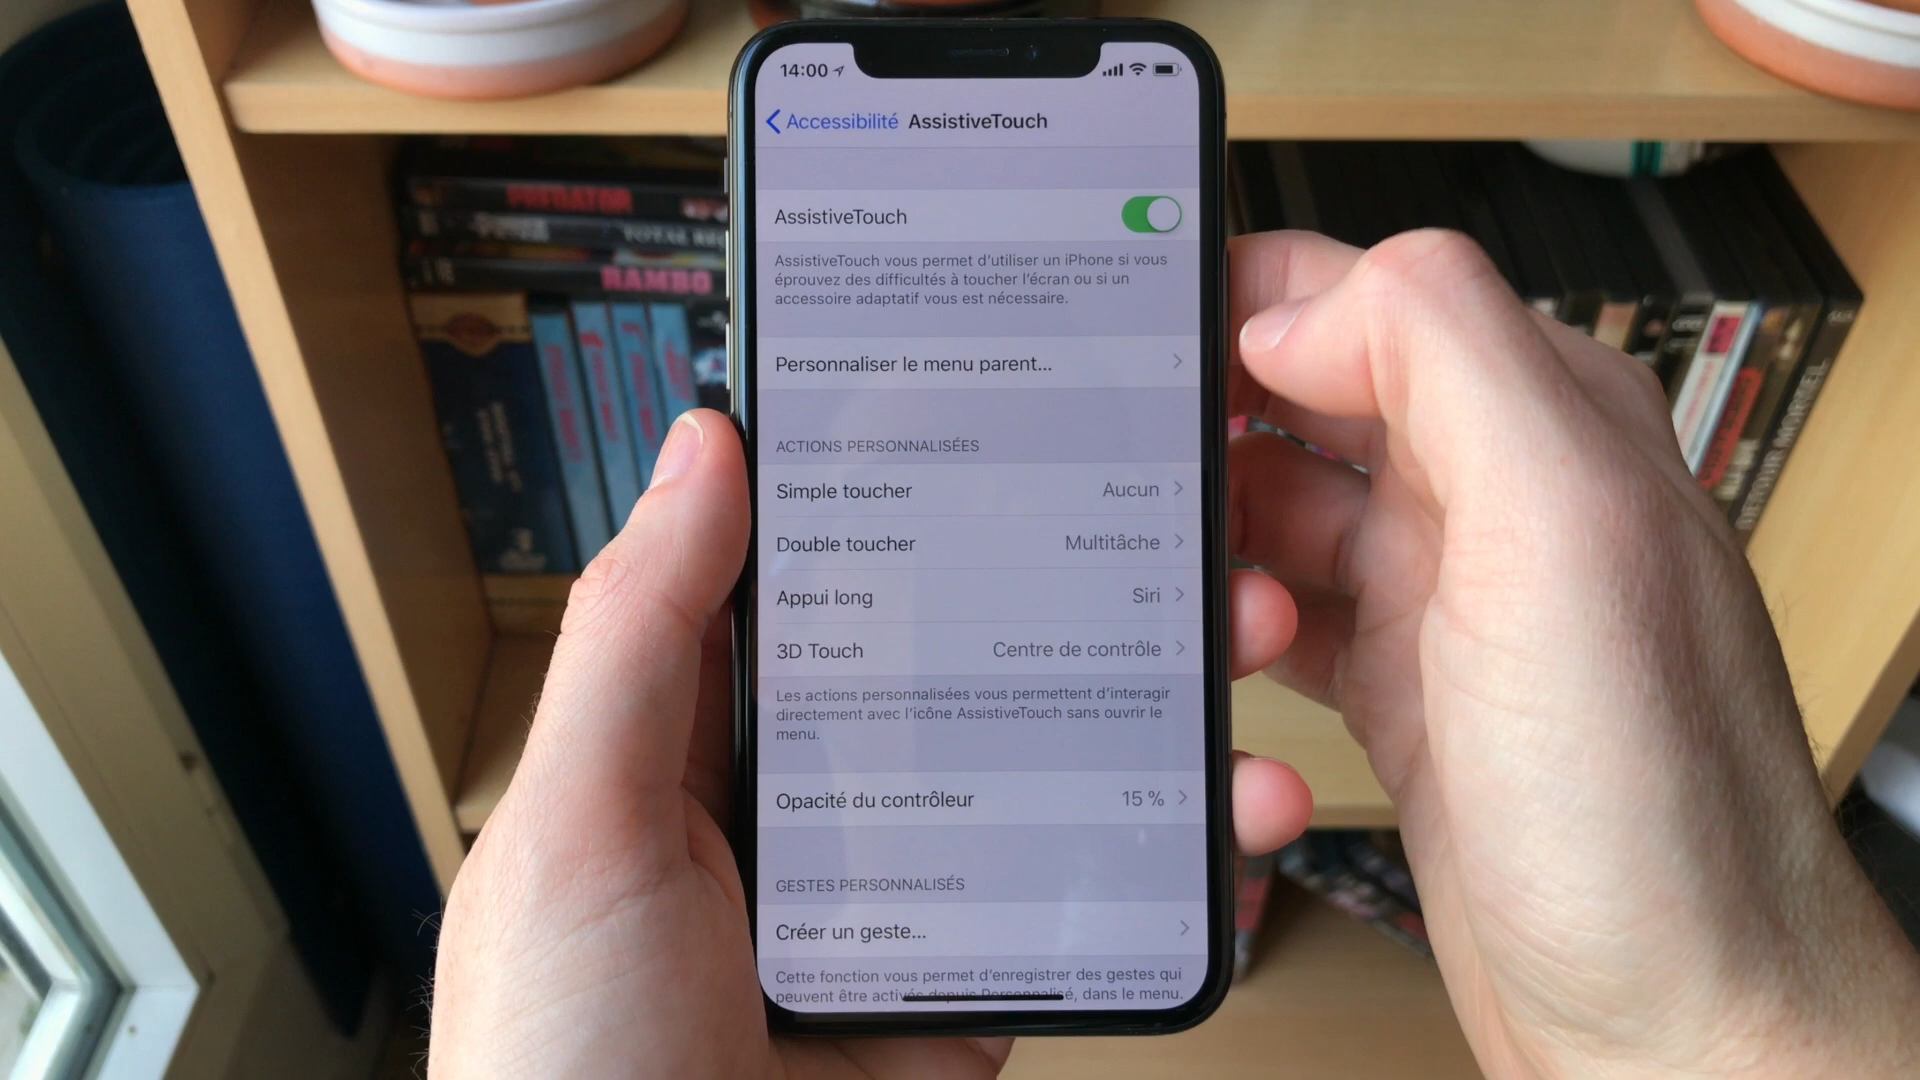 14:00
Accessibilité AssistiveTouch
AssistiveTouch
AssistiveTouch vous permet d'utiliser un iPhone si vous
éprouvez des difficultés à toucher l'écran ou si un
accessoire adaptatif vous est nécessaire.
Personnaliser le menu parent...
ACTIONS PERSONNALISÉES
Simple toucher Aucun
Double toucher Multitâche
Appui long Siri
3D Touch Centre de contrôle
Les actions personnalisées vous permettent d'interagir
directement avec l'icône AssistiveTouch sans ouvrir le
menu.
Opacité du contrôleur 15 %
GESTES PERSONNALISÉS
Créer un geste...
Cette fonction vous permet d'enregistrer des gestes qui
peuvent être activés depuis Personnalisé, dans le menu.
PREDATOR
TOTAL
RAMBO